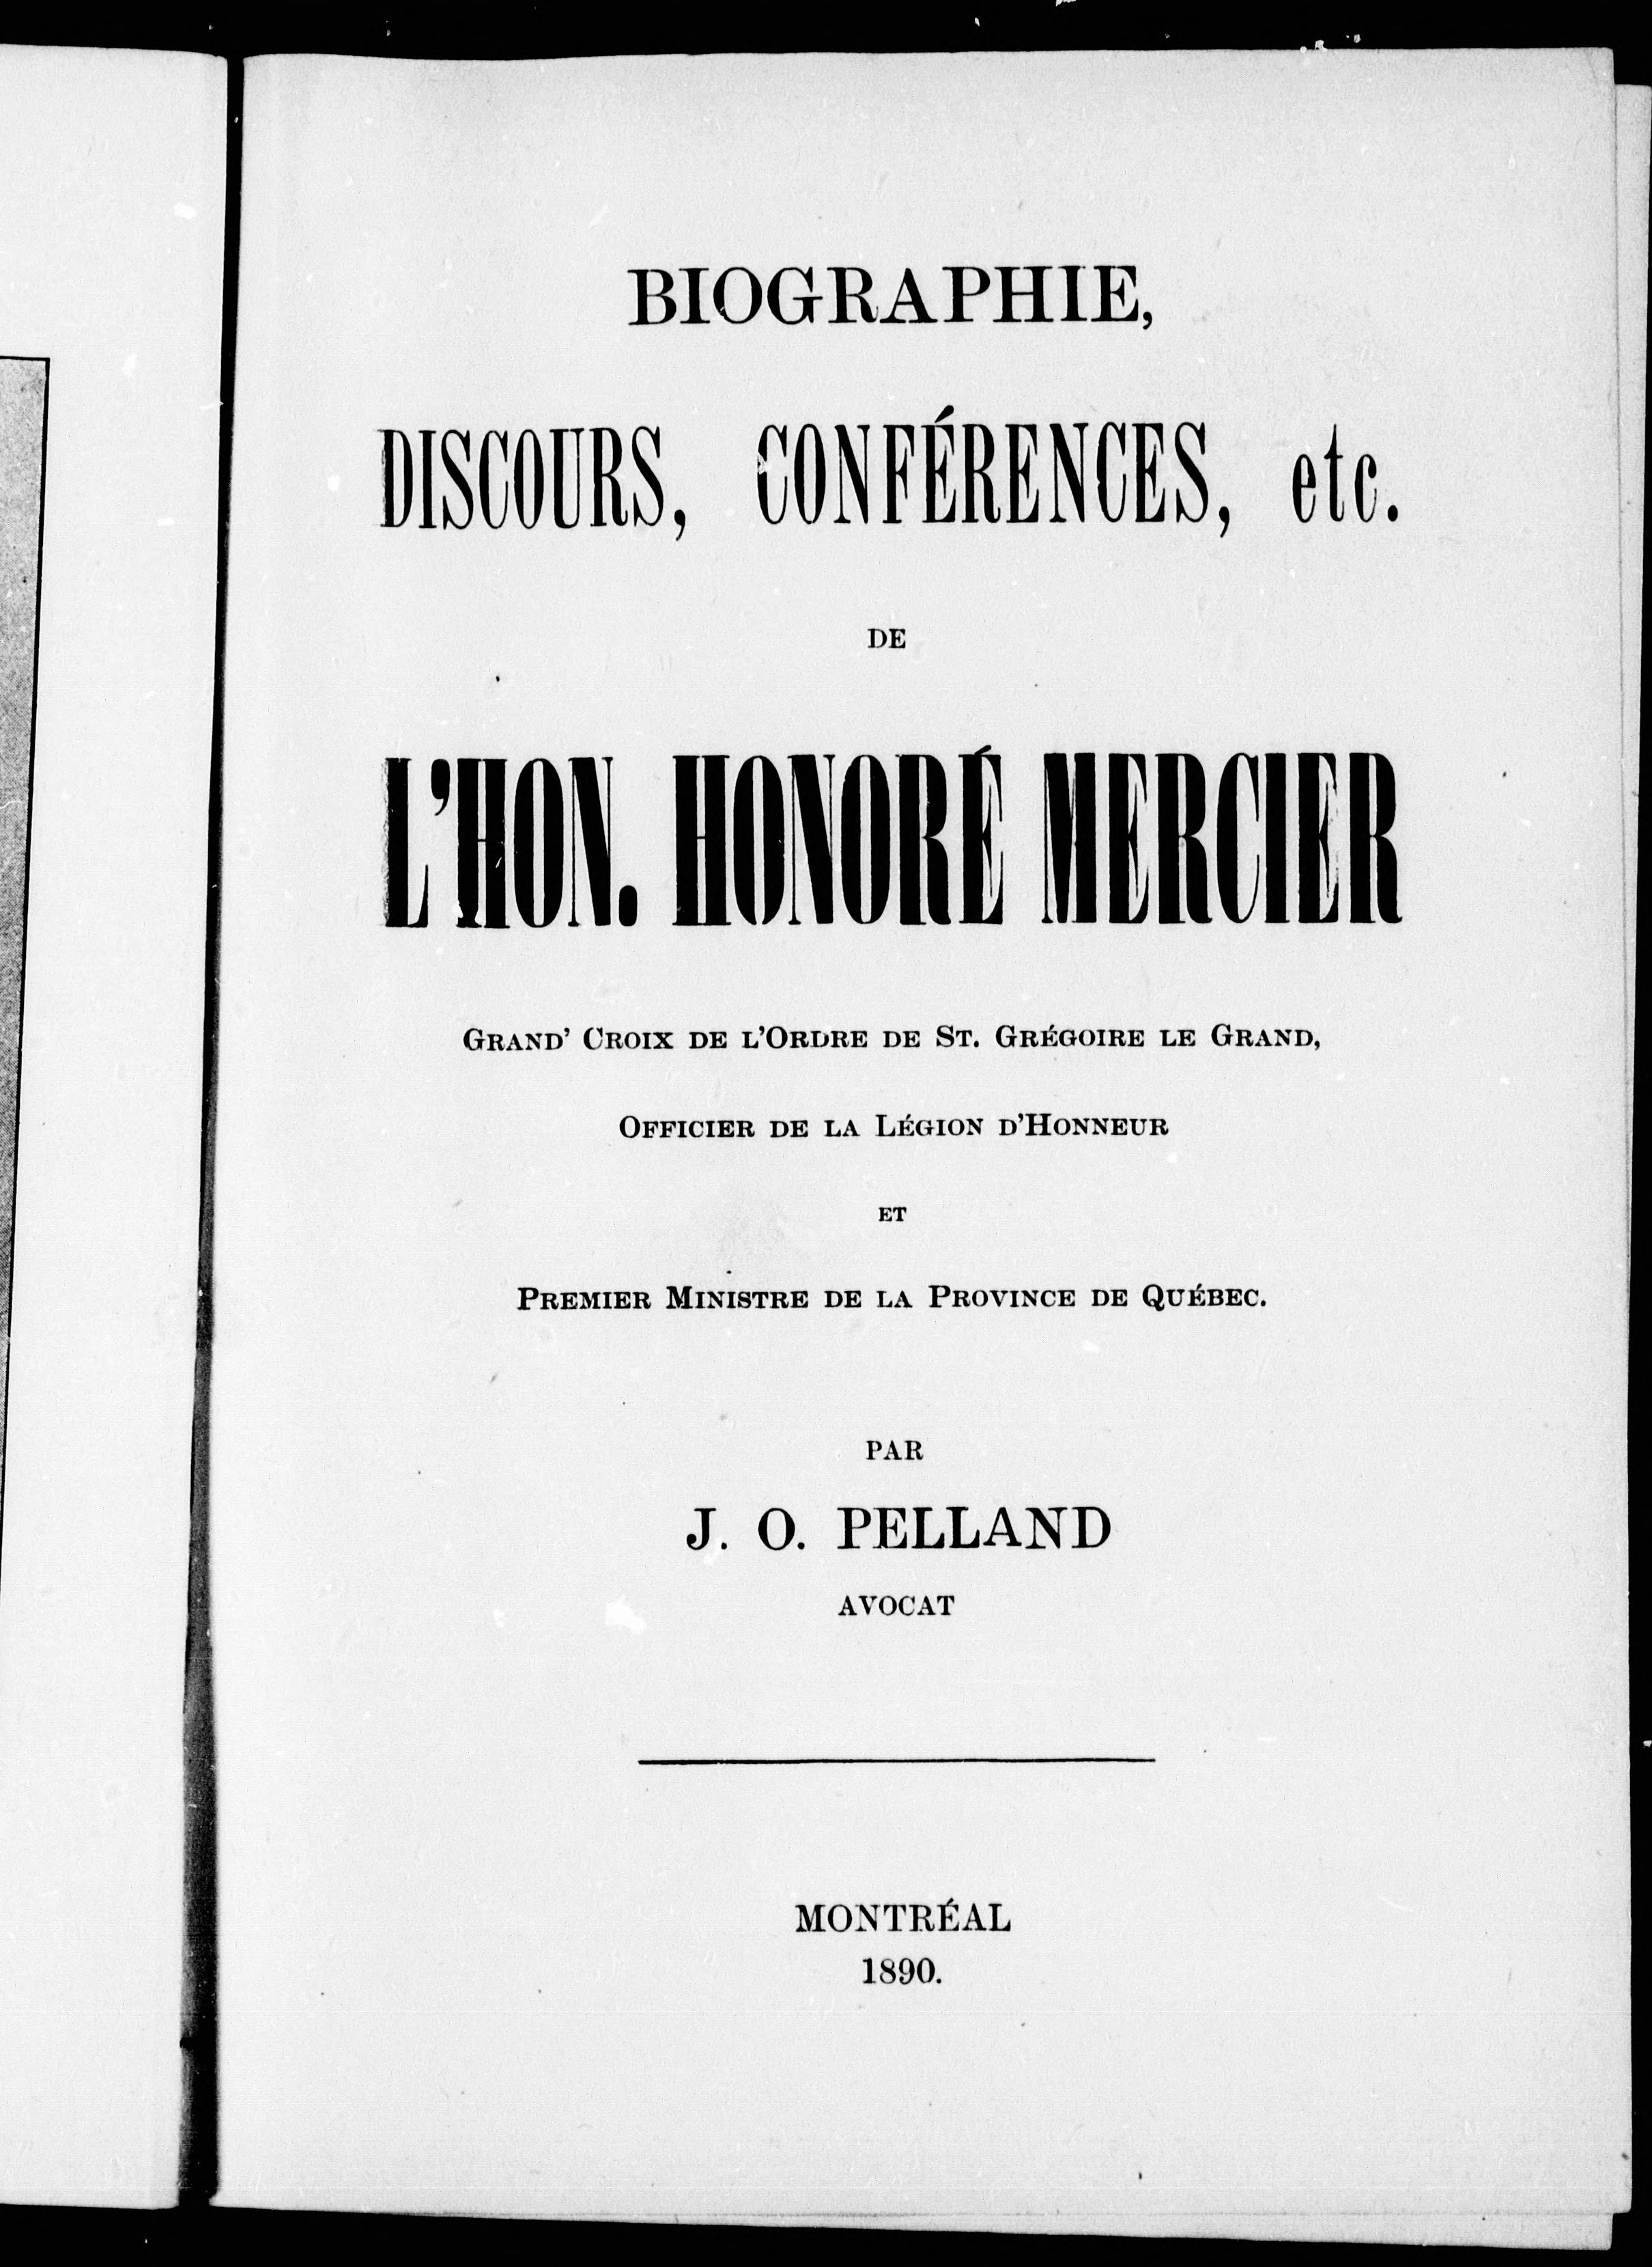 BIOGRAPHIE,
DISCOURS, CONFÉRENCES, etc.
DE
L'HON. HONORÉ MERCIER
GRAND' CROIX DE L'ORDRE DE ST. GRÉGOIRE LE GRAND,
OFFICIER DE LA LÉGION D'HONNEUR
ET
PREMIER MINISTRE DE LA PROVINCE DE QUÉBEC.
PAR
J. O. PELLAND
AVOCAT
MONTRÉAL
1890.